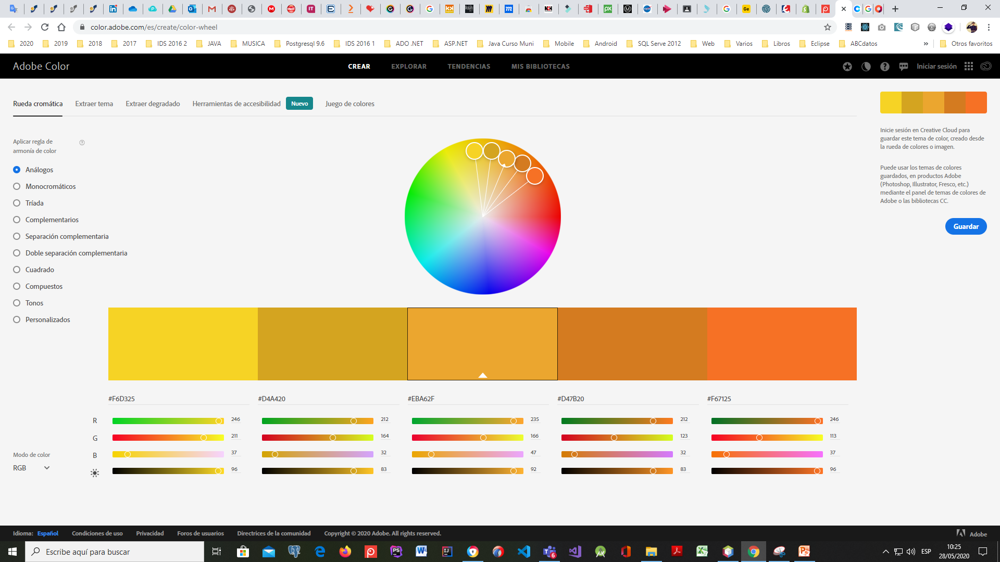 color.adobe.com/es/create/color-wheel
2020 2019 2018 2017 IDS 2016 2 JAVA MUSICA Postgresql 9.6 IDS 2016 1 ADO .NET ASP.NET Java Curso Muni Mobile Android SQL Serve 2012 Web Varios Libros Eclipse ABCdatos » Otros favoritos
Adobe Color CREAR EXPLORAR TENDENCIAS MIS BIBLIOTECAS Iniciar sesión
Rueda cromática Extraer tema Extraer degradado Herramientas de accesibilidad Nuevo Juego de colores
Inicie sesión en Creative Cloud para
guardar este tema de color, creado desde
la rueda de colores o imagen.
Puede usar los temas de colores
guardados, en productos Adobe
(Photoshop, Illustrator, Fresco, etc.)
mediante el panel de temas de colores de
Adobe o las bibliotecas CC.
Guardar
Aplicar regla de
armonía de color
Análogos
Monocromáticos
Tríada
Complementarios
Separación complementaria
Doble separación complementaria
Cuadrado
Compuestos
Tonos
Personalizados
#F6D325 #D4A420 #EBA62F #D47B20 #F67125
R 246 212 235 212 246
G 211 164 166 123 113
B 37 32 47 32 37
96 83 92 83 96
Modo de color
RGB
Idioma: Español Condiciones de uso Privacidad Foros de usuarios Directrices de la comunidad Copyright © 2020 Adobe. All rights reserved. Adobe
Escribe aquí para buscar
ESP
10:25
28/05/2020